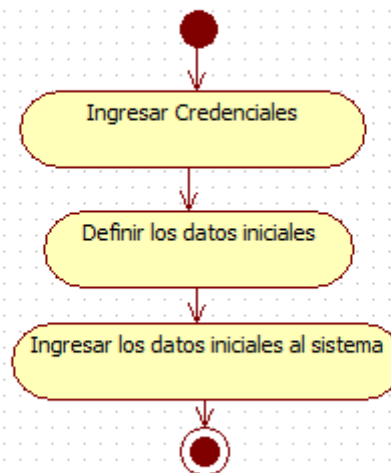 Ingresar Credenciales
Definir los datos iniciales
Ingresar los datos iniciales al sistema